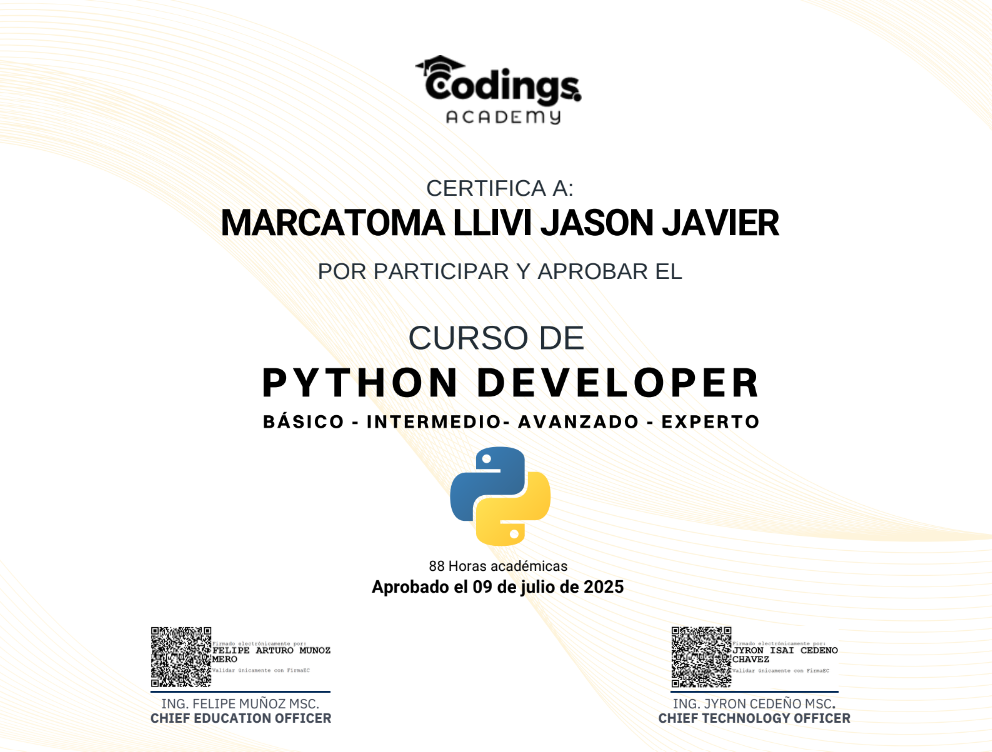 Codings
ACADEMY
CERTIFICA A:
MARCATOMA LLIVI JASON JAVIER
POR PARTICIPAR Y APROBAR EL
CURSO DE
PYTHON DEVELOPER
BÁSICO - INTERMEDIO- AVANZADO - EXPERTO
88 Horas académicas
Aprobado el 09 de julio de 2025
Firmado electrónicamente por:
FELIPE ARTURO MUNOZ
MERO
Validar únicamente con FirmaEC
ING. FELIPE MUÑOZ MSC.
CHIEF EDUCATION OFFICER
Firmado electrónicamente por:
JYRON ISAI CEDENO
CHAVEZ
Validar únicamente con FirmaEC
ING. JYRON CEDEÑO MSC.
CHIEF TECHNOLOGY OFFICER